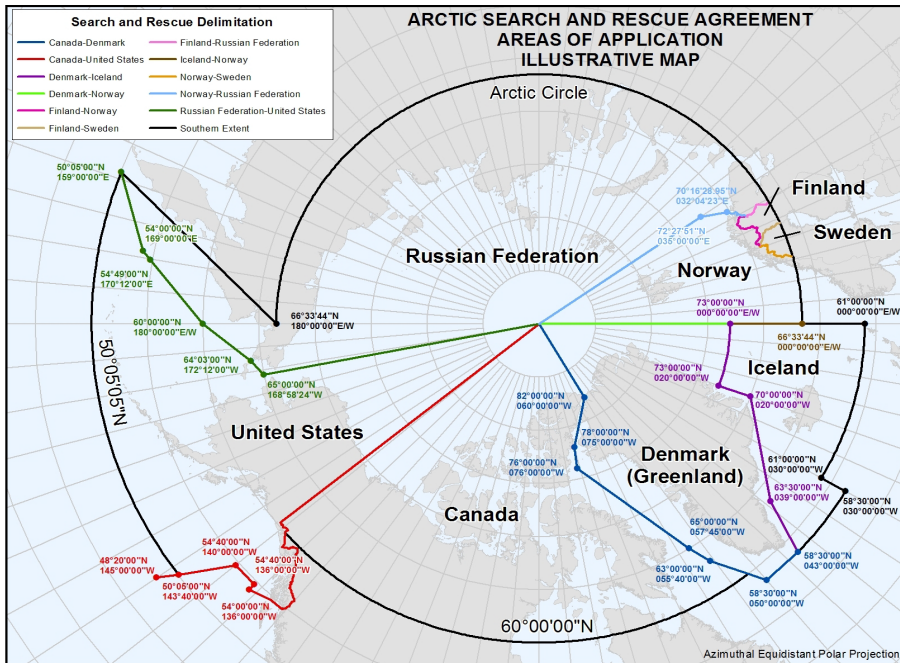 ARCTIC SEARCH AND RESCUE AGREEMENT
AREAS OF APPLICATION
ILLUSTRATIVE MAP
Search and Rescue Delimitation
Canada-Denmark
Canada-United States
Denmark-Iceland
Denmark-Norway
Finland-Norway
Finland-Sweden
Finland-Russian Federation
Iceland-Norway
Norway-Sweden
Norway-Russian Federation
Russian Federation-United States
Southern Extent
Arctic Circle
50°05'00"N
159°00'00"E
54°00'00"N
169°00'00"E
54°49'00"N
170°12'00"E
60°00'00"N
180°00'00"E/W
64°03'00"N
172°12'00"W
65°00'00"N
168°58'24"W
66°33'44"N
180°00'00"E/W
70°16'28.95"N
032°04'23"E
72°27'51"N
035°00'00"E
Finland
Sweden
Norway
Russian Federation
73°00'00"N
000°00'00"E/W
61°00'00"N
000°00'00"E/W
66°33'44"N
000°00'00"E/W
Iceland
73°00'00"N
020°00'00"W
70°00'00"N
020°00'00"W
82°00'00"N
060°00'00"W
78°00'00"N
075°00'00"W
76°00'00"N
076°00'00"W
Denmark
(Greenland)
61°00'00"N
030°00'00"W
63°30'00"N
039°00'00"W
58°30'00"N
030°00'00"W
United States
Canada
50°05'05"N
65°00'00"N
057°45'00"W
63°00'00"N
055°40'00"W
58°30'00"N
043°00'00"W
58°30'00"N
050°00'00"W
48°20'00"N
145°00'00"W
50°05'00"N
143°40'00"W
54°40'00"N
140°00'00"W
54°40'00"N
136°00'00"W
54°00'00"N
136°00'00"W
60°00'00"N
Azimuthal Equidistant Polar Projection